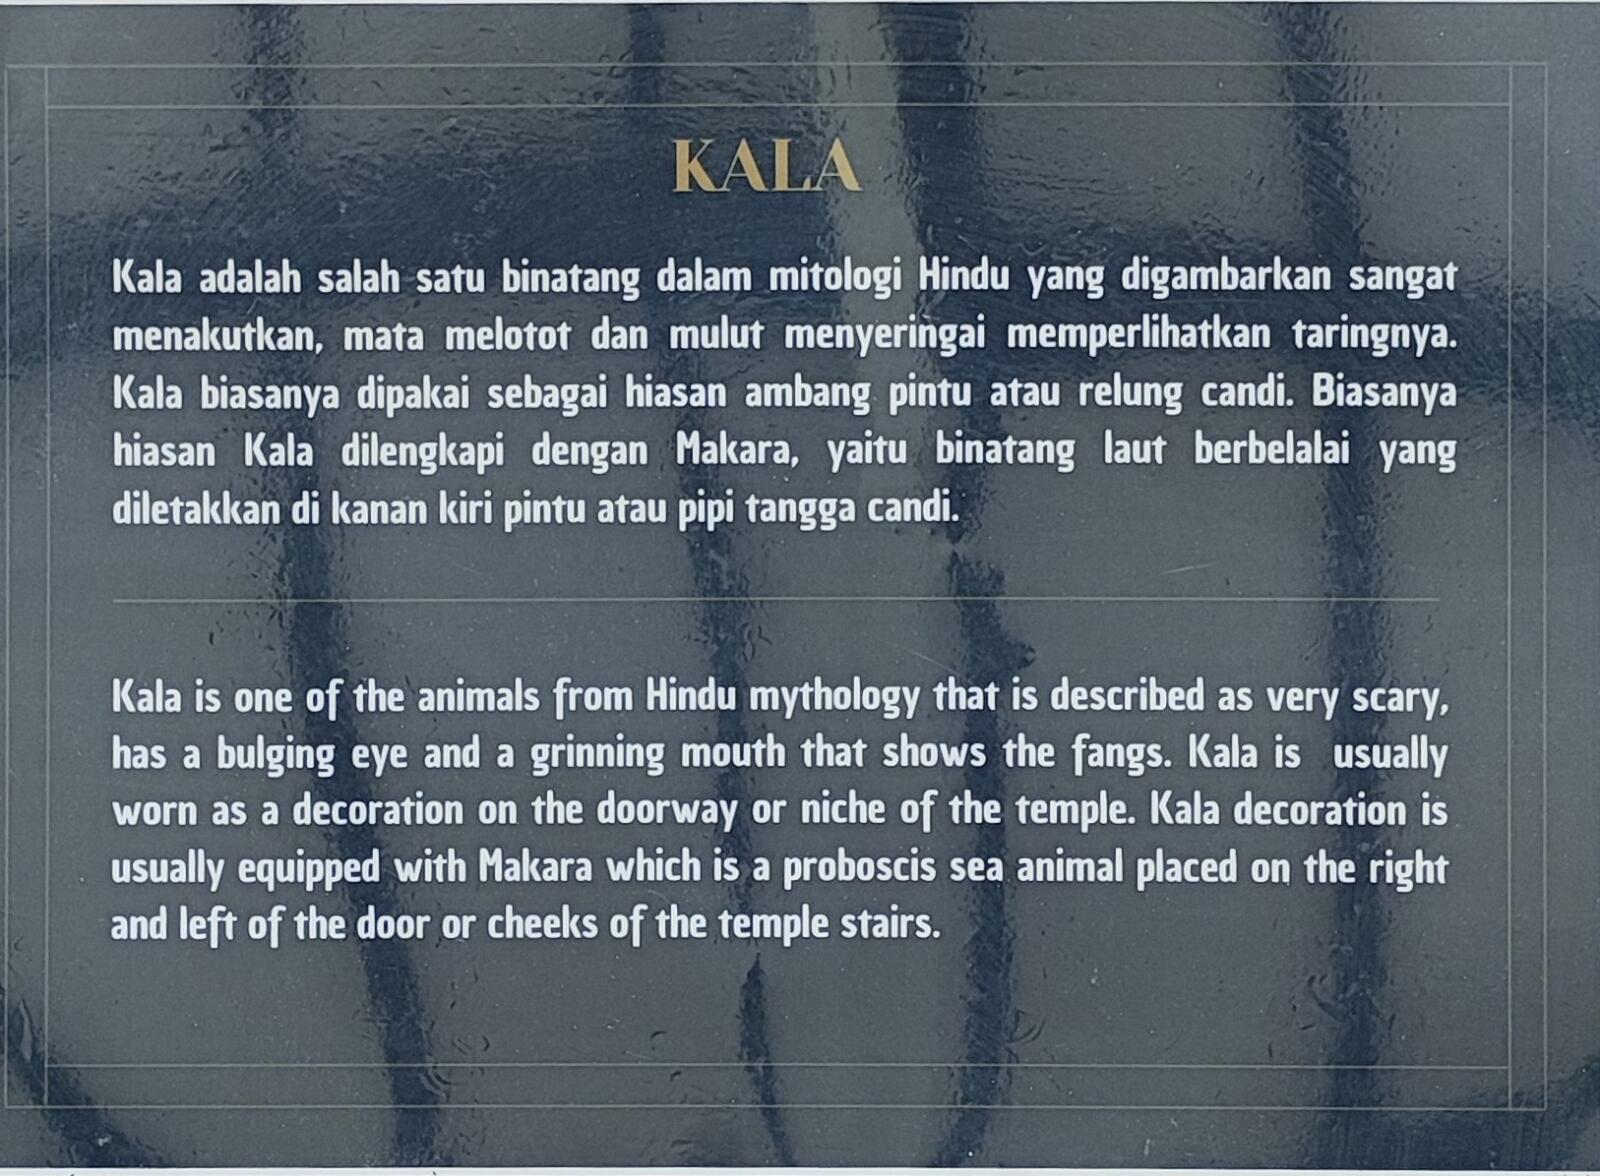 KALA
Kala adalah salah satu binatang dalam mitologi Hindu yang digambarkan sangat
menakutkan, mata melotot dan mulut menyeringai memperlihatkan taringnya.
Kala biasanya dipakai sebagai hiasan ambang pintu atau relung candi. Biasanya
hiasan Kala dilengkapi dengan Makara, yaitu binatang laut berbelalai yang
diletakkan di kanan kiri pintu atau pipi tangga candi.
Kala is one of the animals from Hindu mythology that is described as very scary,
has a bulging eye and a grinning mouth that shows the fangs. Kala is usually
worn as a decoration on the doorway or niche of the temple. Kala decoration is
usually equipped with Makara which is a proboscis sea animal placed on the right
and left of the door or cheeks of the temple stairs.